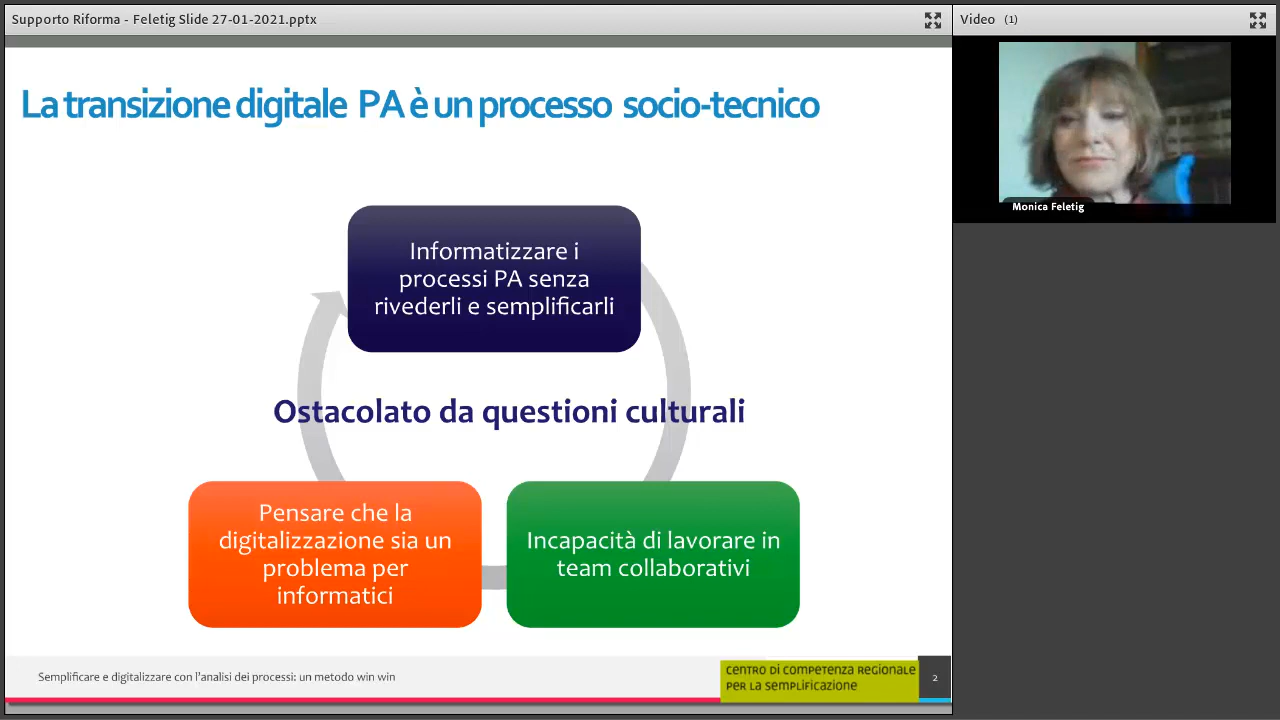 Supporto Riforma - Feletig Slide 27-01-2021.pptx
Video (1)
Monica Feletig
La transizione digitale PA è un processo socio-tecnico
Informatizzare i
processi PA senza
rivederli e semplificarli
Ostacolato da questioni culturali
Pensare che la
digitalizzazione sia un
problema per
informatici
Incapacità di lavorare in
team collaborativi
Semplificare e digitalizzare con l'analisi dei processi: un metodo win win
CENTRO DI COMPETENZA REGIONALE
PER LA SEMPLIFICAZIONE
2